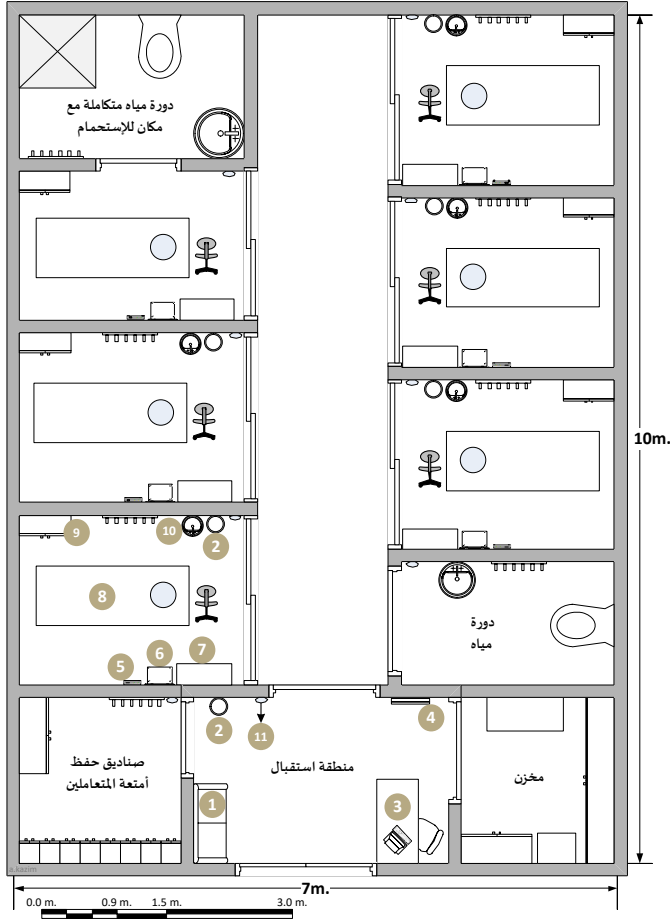 دورة مياه متكاملة مع
مكان للإستحمام
10m.
9
10
2
8
5
6
7
دورة
مياه
2
11
4
صناديق حفظ
أمتعة المتعاملين
منطقة استقبال
مخزن
1
3
a.kazim
7m.
0.0 m. 0.9 m. 1.5 m. 3.0 m.